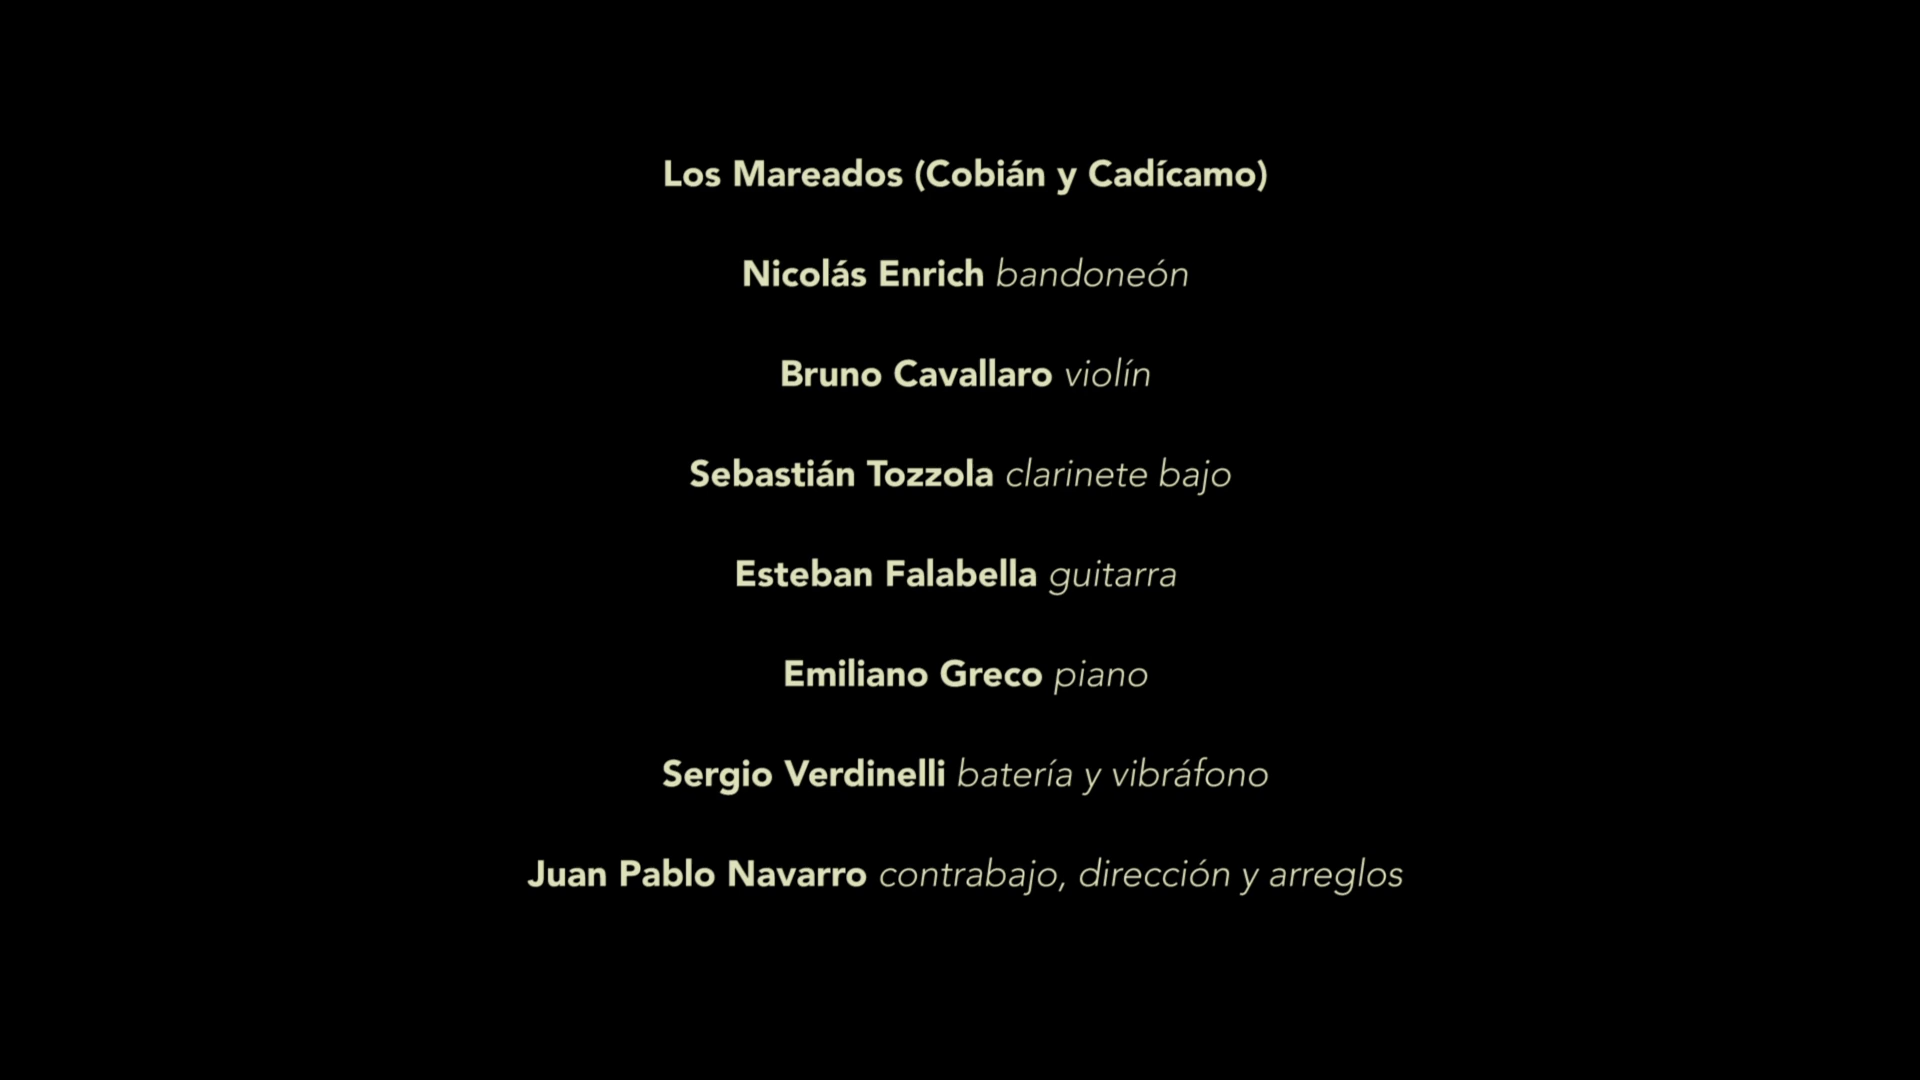 Los Mareados (Cobián y Cadícamo)
Nicolás Enrich bandoneón
Bruno Cavallaro violín
Sebastián Tozzola clarinete bajo
Esteban Falabella guitarra
Emiliano Greco piano
Sergio Verdinelli batería y vibráfono
Juan Pablo Navarro contrabajo, dirección y arreglos